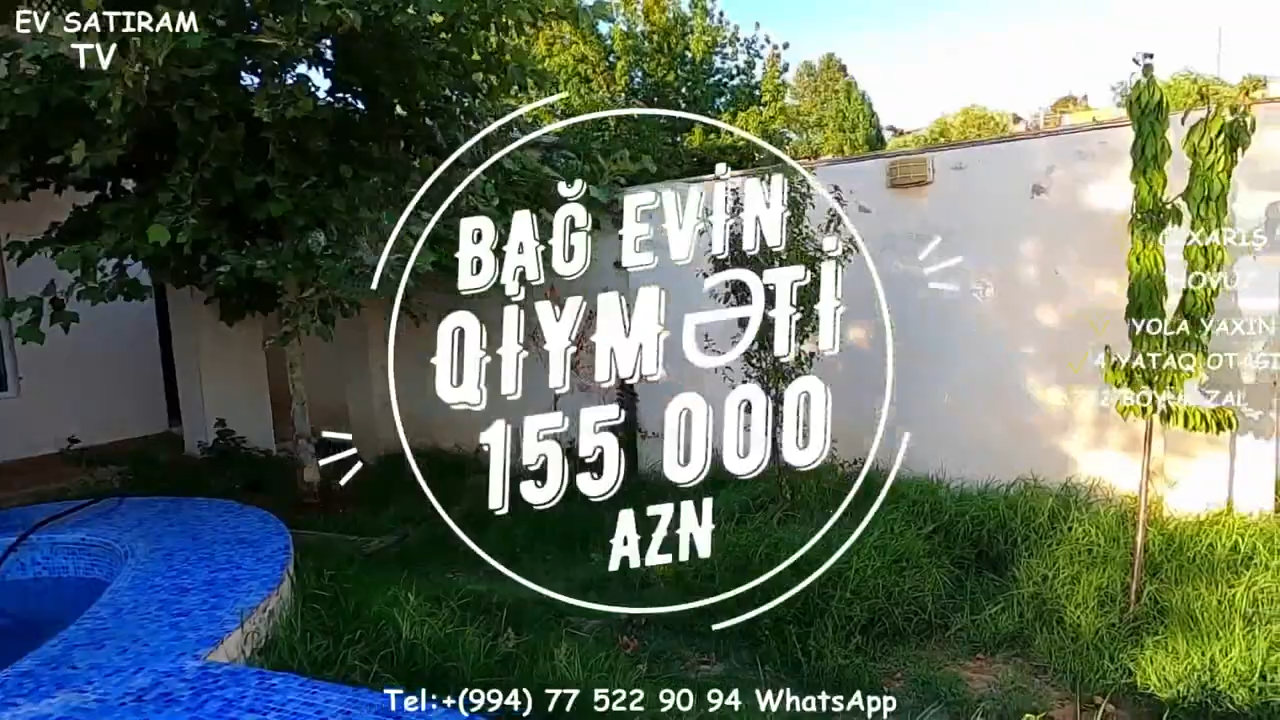 EV SATIRAM
TV
BAĞ EVİN
QİYMƏTİ
155 000
AZN
YOLA YAXIN
4 YATAQ OTAĞI
ZAL
Tel:+(994) 77 522 90 94 WhatsApp